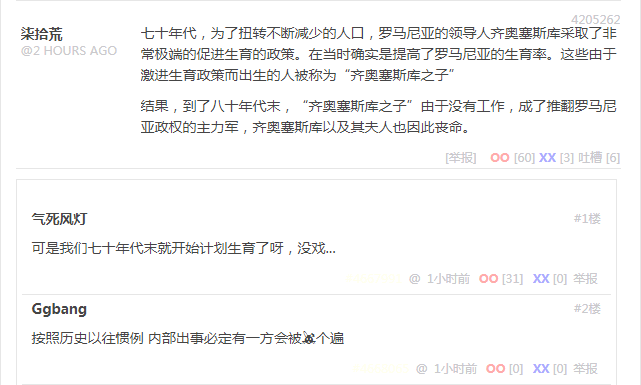 4205262
柒拾荒
@2 HOURS AGO
七十年代，为了扭转不断减少的人口，罗马尼亚的领导人齐奥塞斯库采取了非
常极端的促进生育的政策。在当时确实是提高了罗马尼亚的生育率。这些由于
激进生育政策而出生的人被称为“齐奥塞斯库之子”
结果，到了八十年代末，“齐奥塞斯库之子”由于没有工作，成了推翻罗马尼
亚政权的主力军，齐奥塞斯库以及其夫人也因此丧命。
[举报] OO [60] XX [3] 吐槽 [6]
气死风灯 #1楼
可是我们七十年代末就开始计划生育了呀，没戏...
@ 1小时前 OO [31] XX [0] 举报
Ggbang #2楼
按照历史以往惯例 内部出事必定有一方会被个遍
@ 1小时前 OO [0] XX [0] 举报